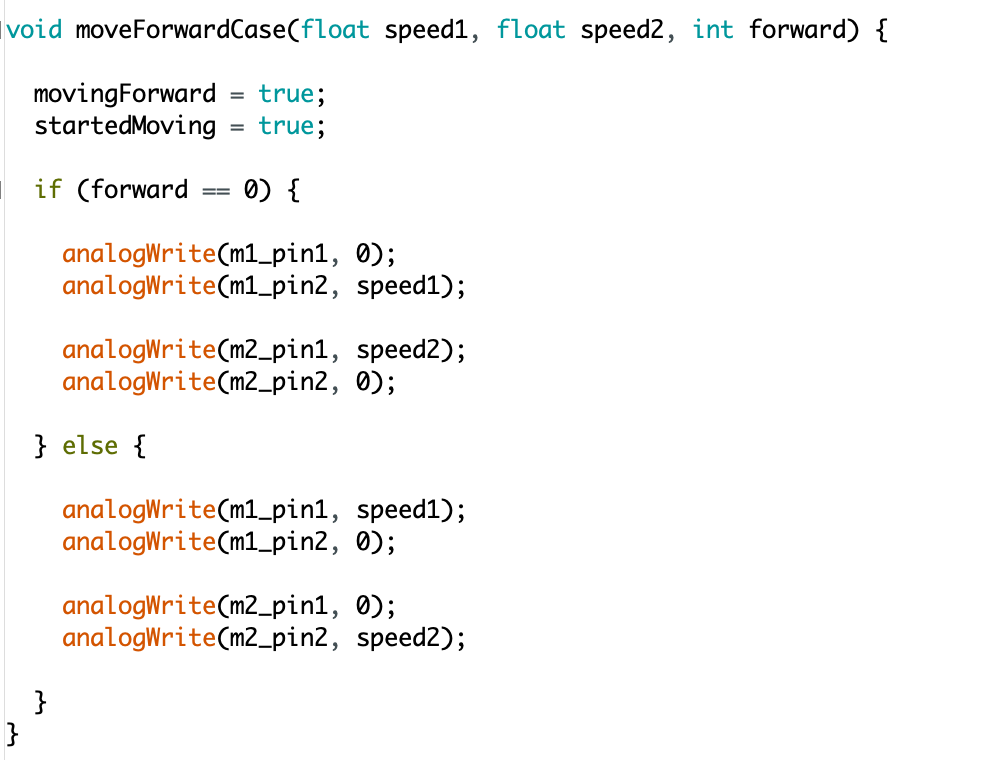 void moveForwardCase(float speed1, float speed2, int forward) {
movingForward = true;
startedMoving = true;
if (forward == 0) {
analogWrite(m1_pin1, 0);
analogWrite(m1_pin2, speed1);
analogWrite(m2_pin1, speed2);
analogWrite(m2_pin2, 0);
} else {
analogWrite(m1_pin1, speed1);
analogWrite(m1_pin2, 0);
analogWrite(m2_pin1, 0);
analogWrite(m2_pin2, speed2);
}
}